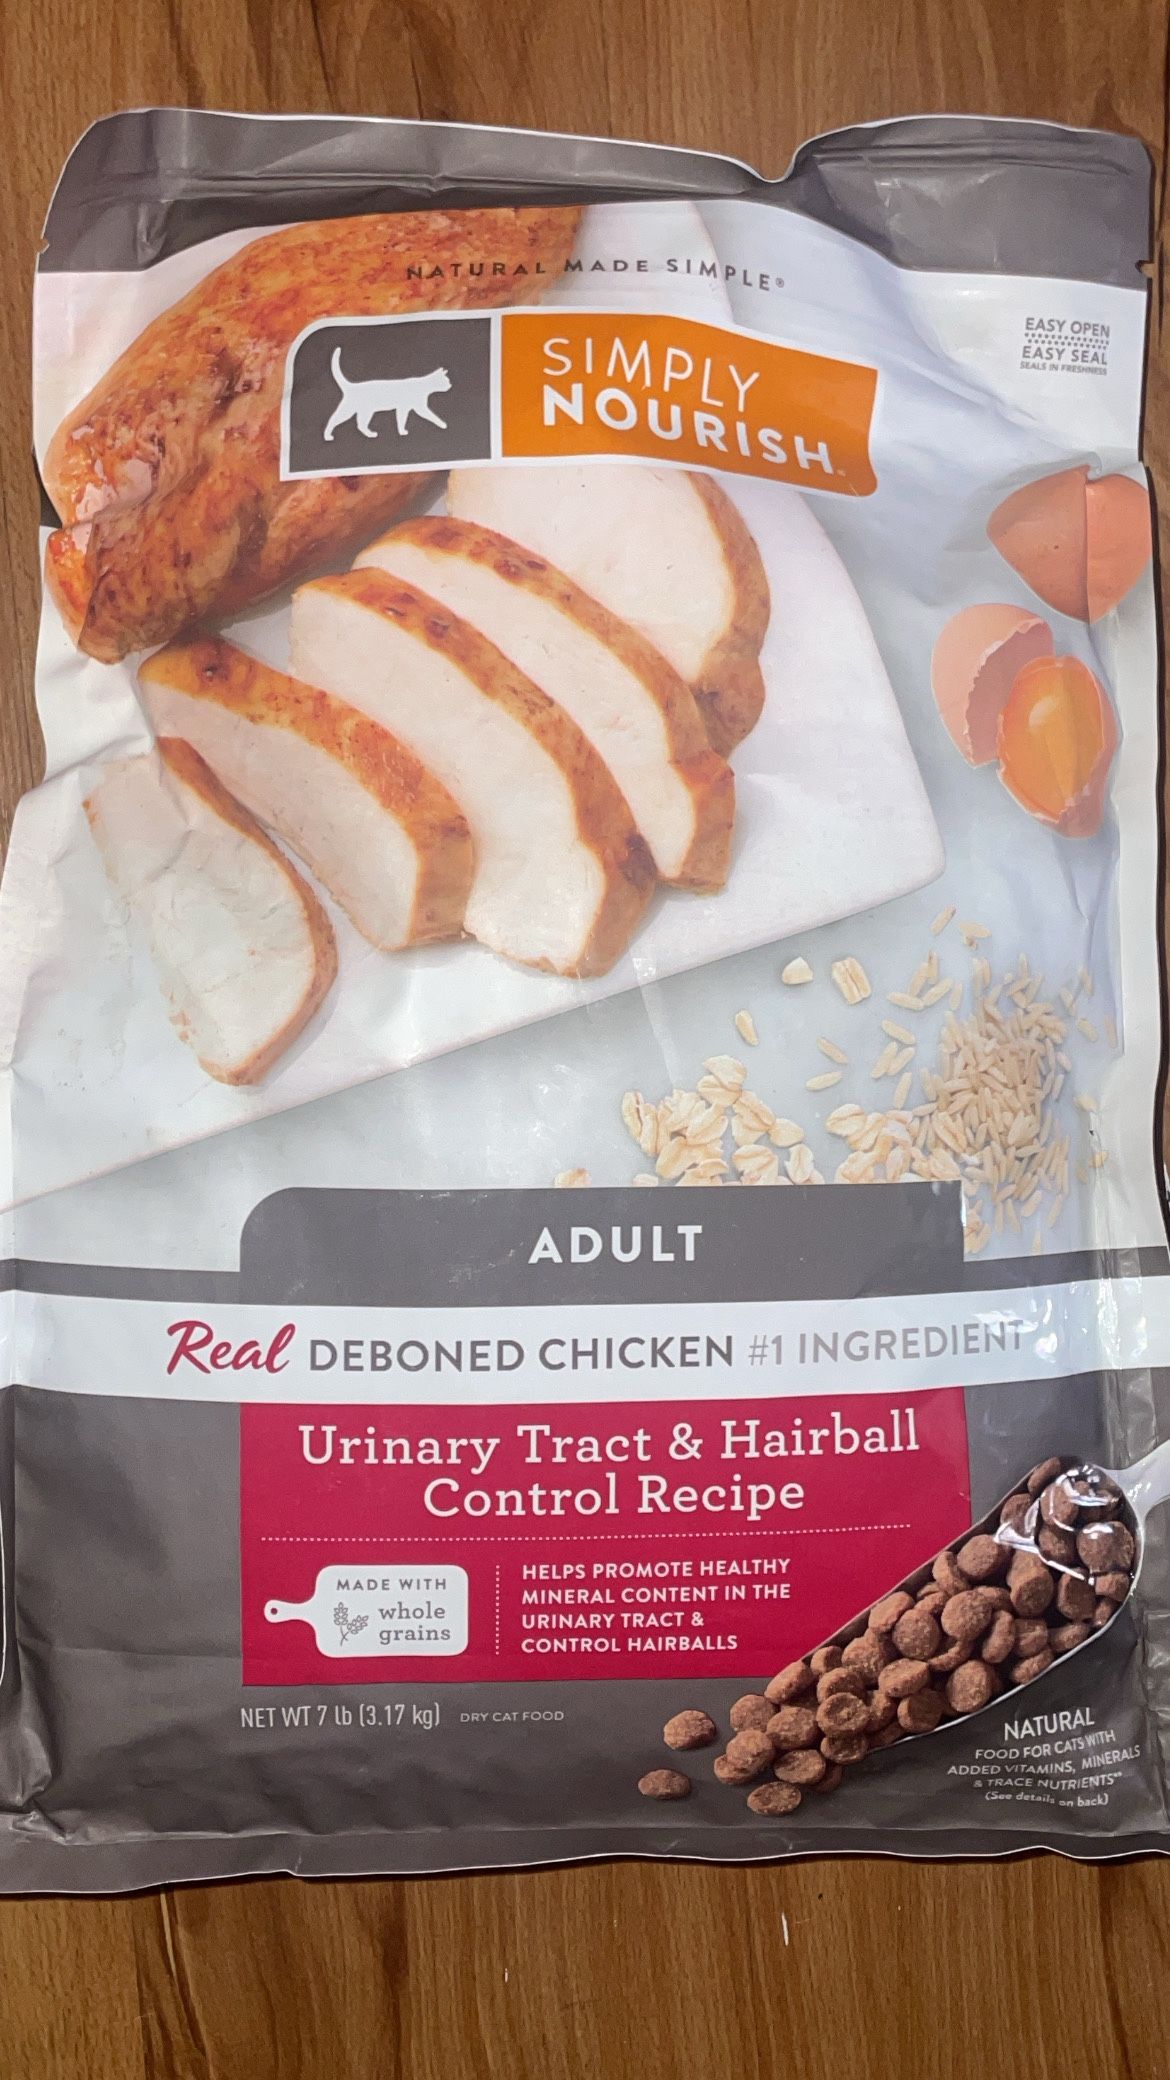 NATURAL MADE SIMPLE®
EASY OPEN
EASY SEAL
SEALS IN FRESHNESS
SIMPLY
NOURISH
ADULT
Real DEBONED CHICKEN #1 INGREDIENT
Urinary Tract & Hairball
Control Recipe
MADE WITH
whole
grains
HELPS PROMOTE HEALTHY
MINERAL CONTENT IN THE
URINARY TRACT &
CONTROL HAIRBALLS
NET WT 7 lb (3.17 kg) DRY CAT FOOD
NATURAL
FOOD FOR CATS WITH
ADDED VITAMINS, MINERALS
& TRACE NUTRIENTS**
(See details on back)